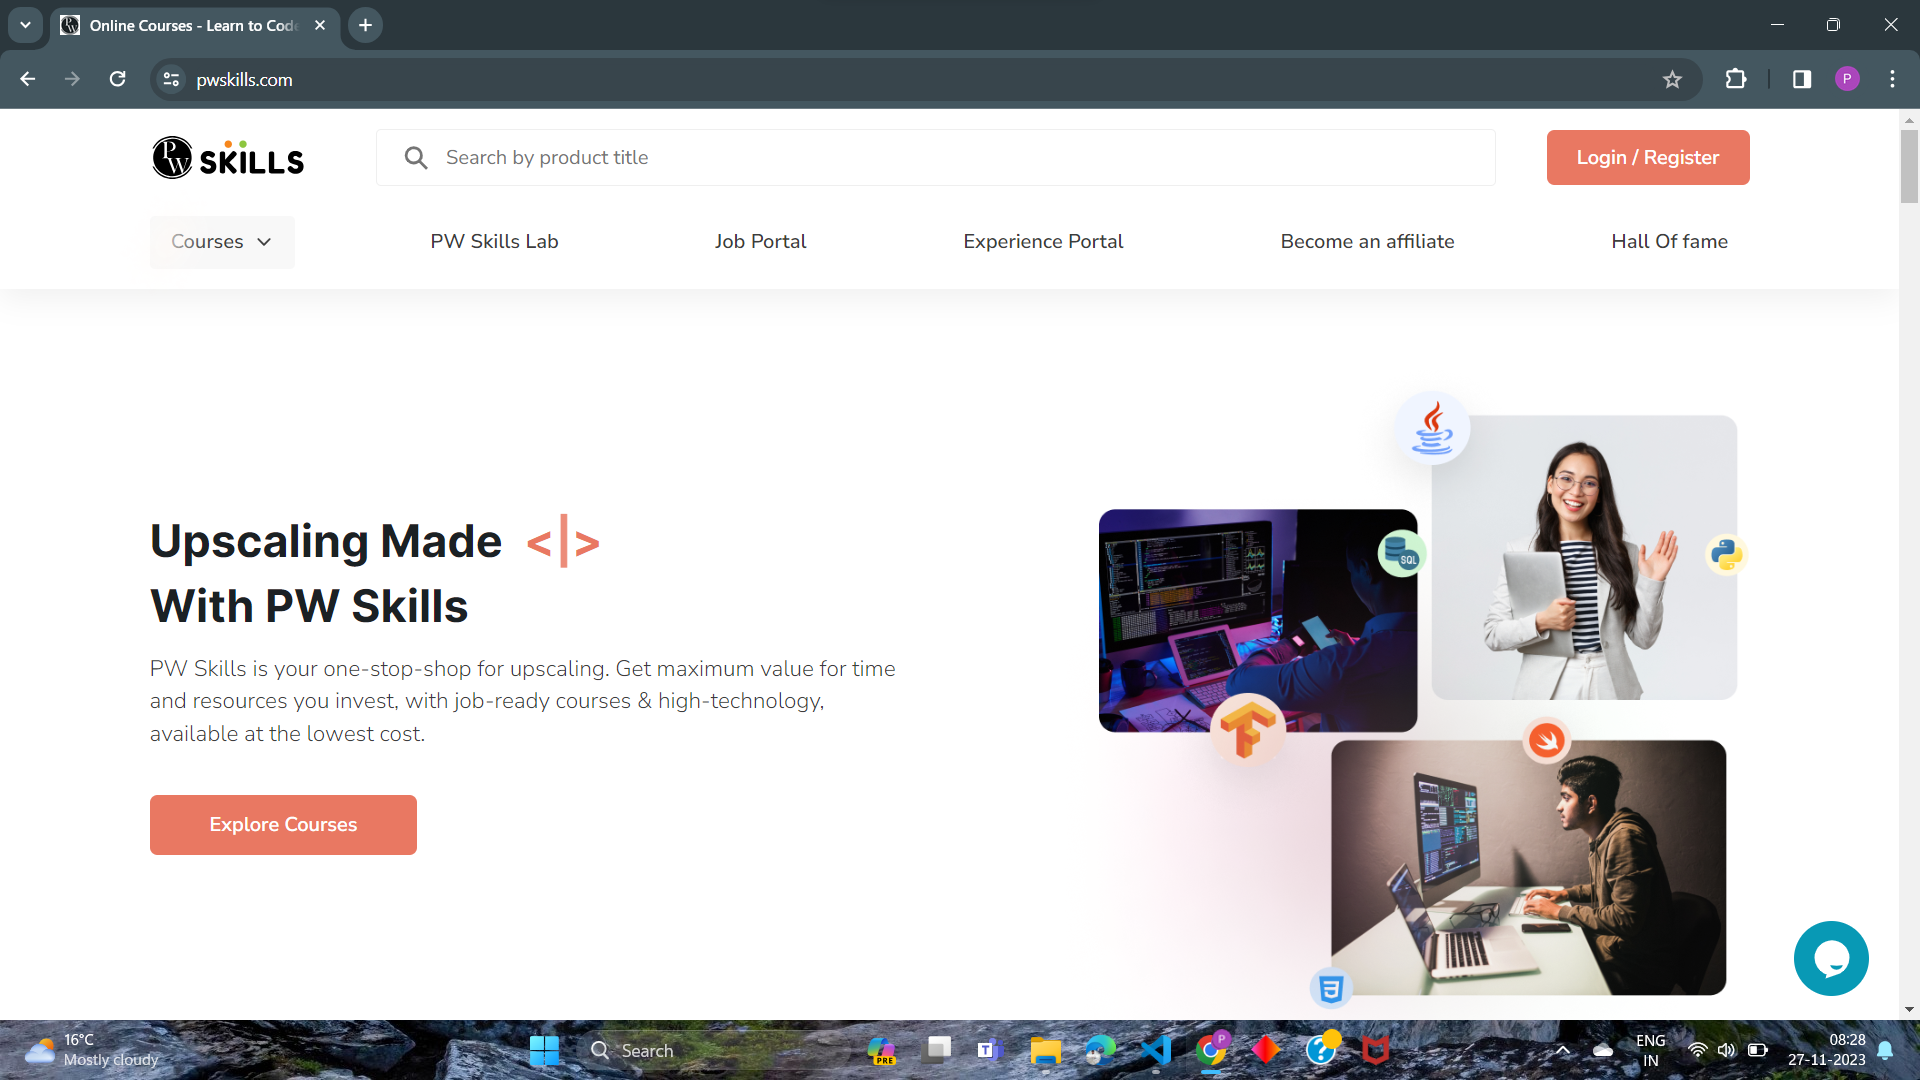 Online Courses - Learn to Code
pwskills.com
P
PW SKILLS
Search by product title
Login / Register
Courses
PW Skills Lab
Job Portal
Experience Portal
Become an affiliate
Hall Of fame
Upscaling Made <|>
With PW Skills
PW Skills is your one-stop-shop for upscaling. Get maximum value for time
and resources you invest, with job-ready courses & high-technology,
available at the lowest cost.
Explore Courses
SQL
16°C
Mostly cloudy
Search
PRE
T
P
ENG
IN
08:28
27-11-2023